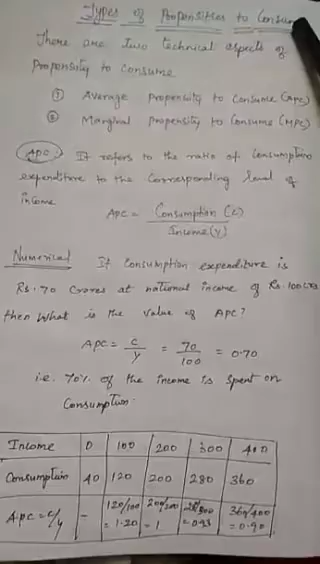 Types of Propensities to Consum
There are two technical aspects of
Propensity to consume
① Average Propensity to Consume (APC)
② Marginal Propensity to Consume (MPC)
APC It refers to the ratio of Consumption
expenditure to the Corresponding level of
income
APC = Consumption (C)
Income (Y)
Numerical If Consumption expenditure is
Rs. 70 Crores at national income of Rs. 100
then What is the value of APC?
APC = C/Y = 70/100 = 0.70
i.e. 70% of the income is Spent on
Consumption.
Income 0 100 200 300 400
Consumption 40 120 200 280 360
APC = C/Y - 120/100 200/200 280/300 360/400
= 1.20 = 1 = 0.93 = 0.90